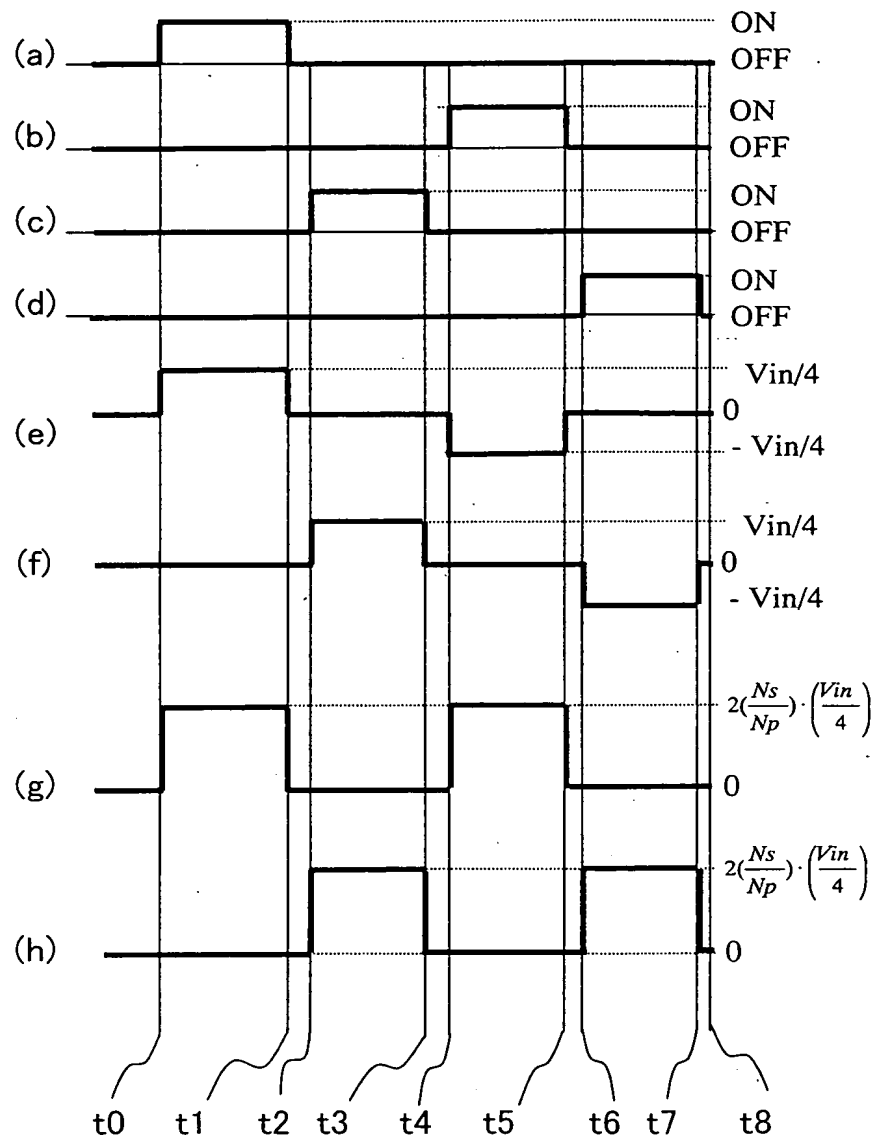 ON
(a) OFF
ON
(b) OFF
ON
(c) OFF
ON
(d) OFF
Vin/4
0
(e)
- Vin/4
Vin/4
(f) 0
- Vin/4
2(Ns/Np)·(Vin/4)
(g) 0
2(Ns/Np)·(Vin/4)
(h) 0
t0 t1 t2 t3 t4 t5 t6 t7 t8